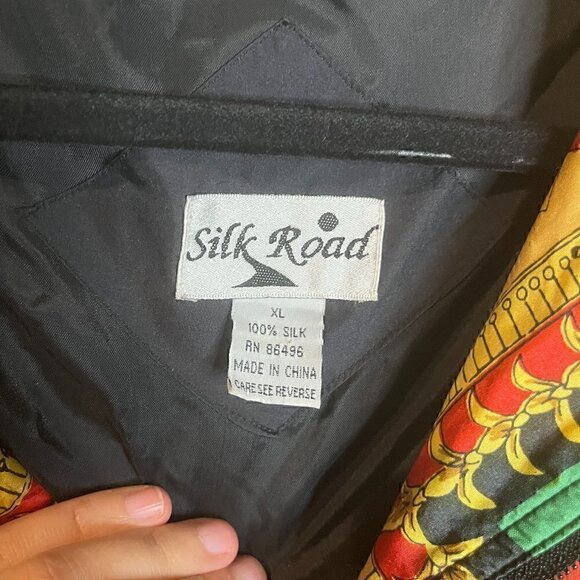 Silk Road
XL
100% SILK
RN 86496
MADE IN CHINA
CARE SEE REVERSE